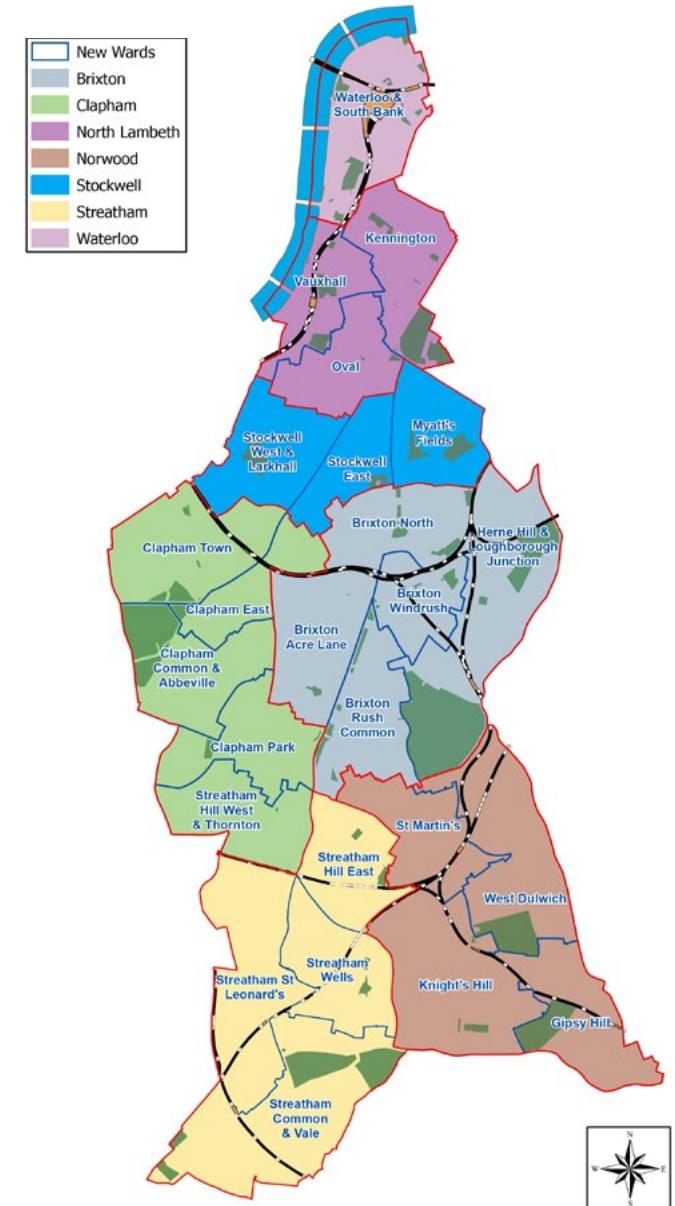 New Wards
Brixton
Clapham
North Lambeth
Norwood
Stockwell
Streatham
Waterloo
Waterloo &
South Bank
Kennington
Vauxhall
Oval
Stockwell
West &
Larkhall
Stockwell
East
Myatt's
Fields
Brixton North
Herne Hill &
Loughborough
Junction
Clapham Town
Clapham East
Brixton
Windrush
Brixton
Acre Lane
Clapham
Common &
Abbeville
Brixton
Rush
Common
Clapham Park
Streatham
Hill West
& Thornton
St Martin's
Streatham
Hill East
West Dulwich
Streatham
Wells
Streatham St
Leonard's
Knight's Hill
Gipsy Hill
Streatham
Common
& Vale
N
W
E
S